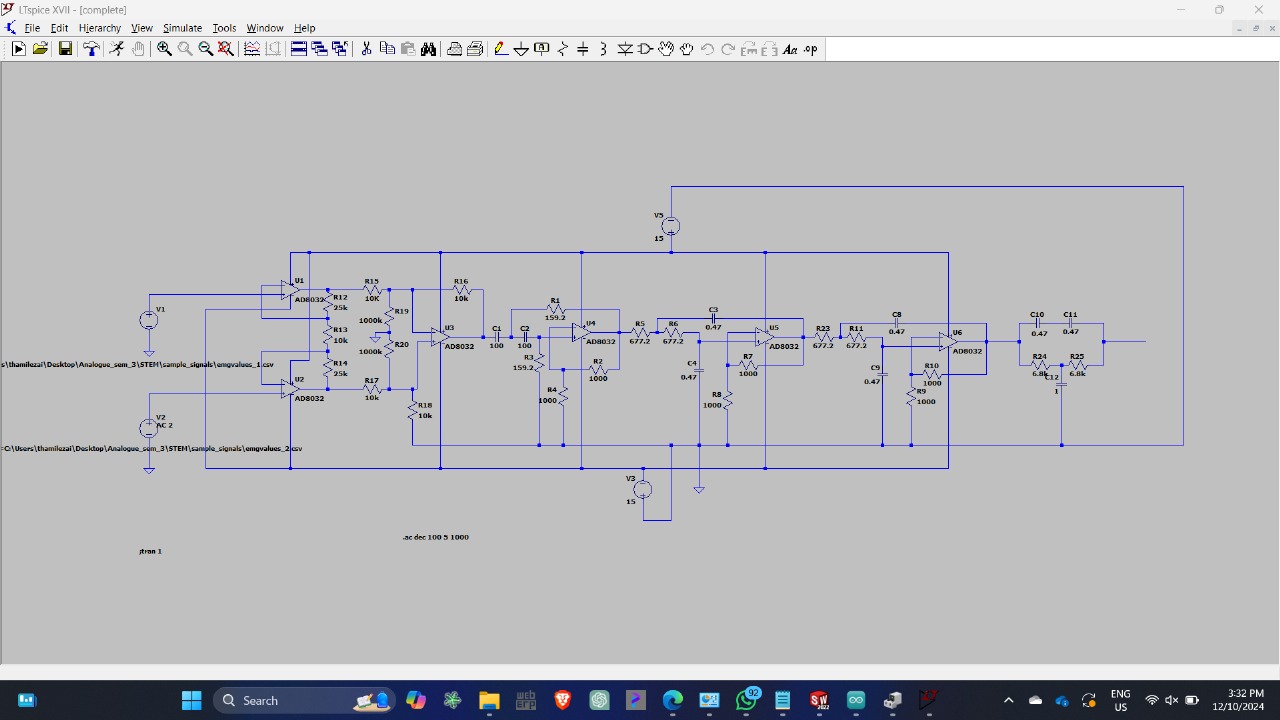 LTspice XVII - [complete]
File Edit Hierarchy View Simulate Tools Window Help
V5
15
U1
AD8032
R12
25k
R13
10k
R14
25k
U2
AD8032
R15
10K
R19
1000k
R20
1000k
R17
10k
R16
10k
U3
AD8032
R18
10k
C1
100
C2
100
R1
159.2
R3
159.2
U4
AD8032
R2
1000
R4
1000
R5
677.2
R6
677.2
C3
0.47
C4
0.47
U5
AD8032
R7
1000
R8
1000
R23
677.2
R11
677.2
C8
0.47
C9
0.47
U6
AD8032
R10
1000
R9
1000
C10
0.47
C11
0.47
R24
6.8k
R25
6.8k
C12
1
V1
s\thamilezai\Desktop\Analogue_sem_3\STEM\sample_signals\emgvalues_1.csv
V2
AC 2
=C:\Users\thamilezai\Desktop\Analogue_sem_3\STEM\sample_signals\emgvalues_2.csv
V3
15
.ac dec 100 5 1000
;tran 1
Search
92
ENG
US
3:32 PM
12/10/2024